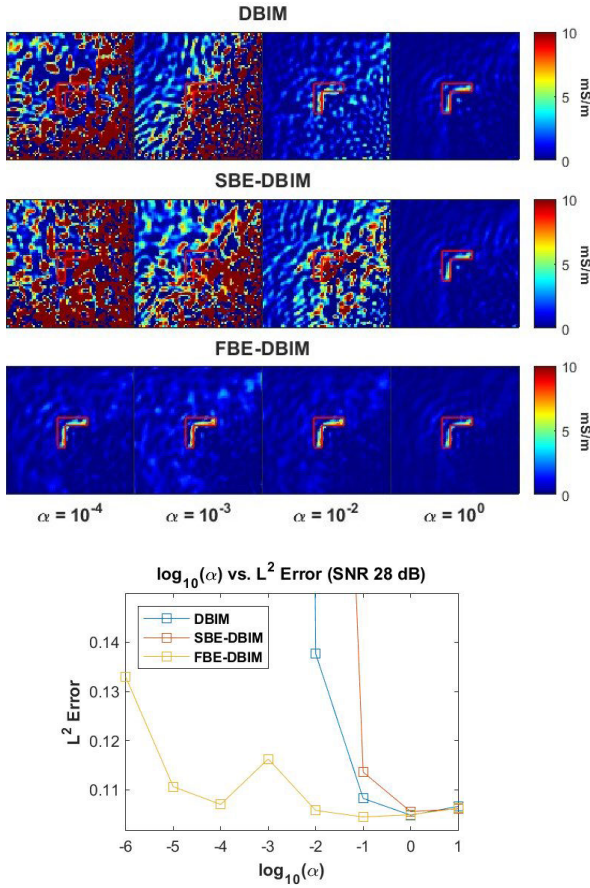 DBIM
10
5
0
mS/m
SBE-DBIM
10
5
0
mS/m
FBE-DBIM
10
5
0
mS/m
α = 10⁻⁴ α = 10⁻³ α = 10⁻² α = 10⁰
log₁₀(α) vs. L² Error (SNR 28 dB)
DBIM
SBE-DBIM
FBE-DBIM
0.14
0.13
0.12
0.11
L² Error
-6 -5 -4 -3 -2 -1 0 1
log₁₀(α)